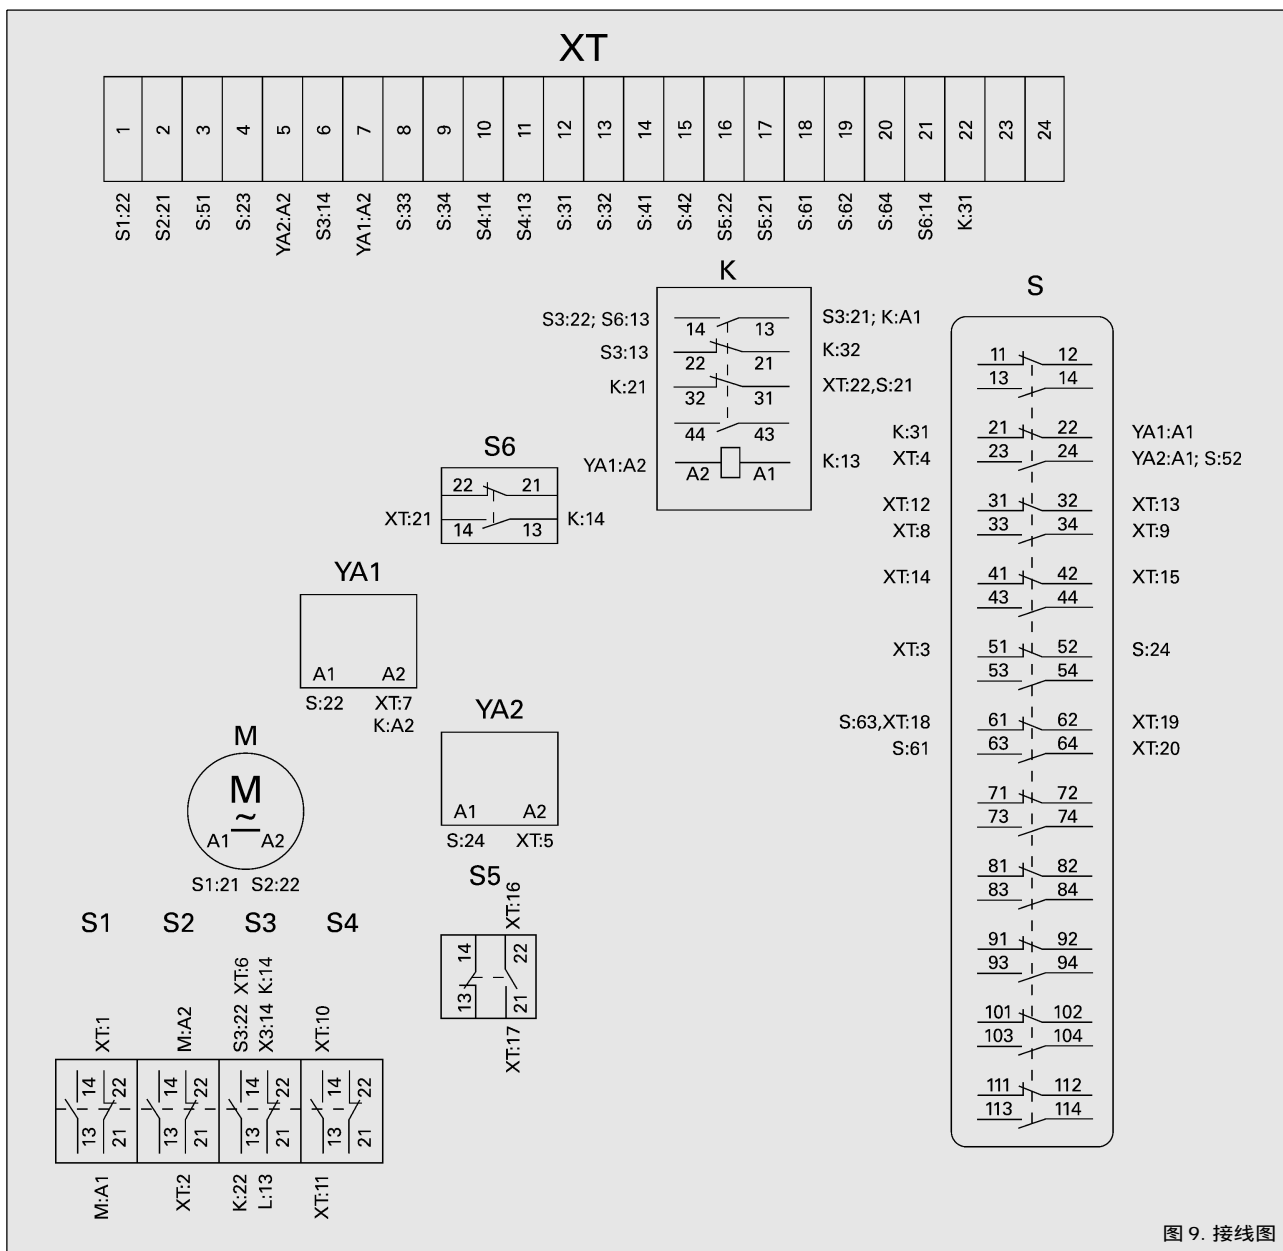 XT
1 2 3 4 5 6 7 8 9 10 11 12 13 14 15 16 17 18 19 20 21 22 23 24
S1:22 S2:21 S:51 S:23 YA2:A2 S3:14 YA1:A2 S:33 S:34 S4:14 S4:13 S:31 S:32 S:41 S:42 S5:22 S5:21 S:61 S:62 S:64 S6:14 K:31
K
S3:22; S6:13 14 13 S3:21; K:A1
S3:13 22 21 K:32
K:21 32 31 XT:22,S:21
44 43
YA1:A2 A2 A1 K:13
S
11 12
13 14
K:31 21 22 YA1:A1
XT:4 23 24 YA2:A1; S:52
XT:12 31 32 XT:13
XT:8 33 34 XT:9
XT:14 41 42 XT:15
43 44
XT:3 51 52 S:24
53 54
S:63,XT:18 61 62 XT:19
S:61 63 64 XT:20
71 72
73 74
81 82
83 84
91 92
93 94
101 102
103 104
111 112
113 114
S6
22 21
XT:21 14 13 K:14
YA1
A1 A2
S:22 XT:7
K:A2
YA2
A1 A2
S:24 XT:5
M
M
~
A1 A2
S1:21 S2:22
S5
XT:16
14 22
13 21
XT:17
S1 S2 S3 S4
XT:6 K:14
XT:1 M:A2 S3:22 X3:14 XT:10
14 22 14 22 14 22 14 22
13 21 13 21 13 21 13 21
M:A1 XT:2 K:22 L:13 XT:11
图 9. 接线图